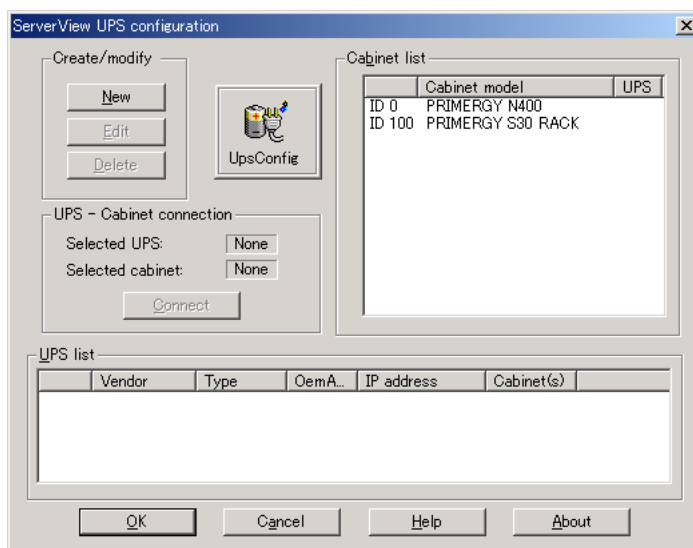 ServerView UPS configuration
Create/modify
New
Edit
Delete
UpsConfig
UPS - Cabinet connection
Selected UPS: None
Selected cabinet: None
Connect
Cabinet list
Cabinet model UPS
ID 0 PRIMERGY N400
ID 100 PRIMERGY S30 RACK
UPS list
Vendor Type OemA... IP address Cabinet(s)
OK Cancel Help About